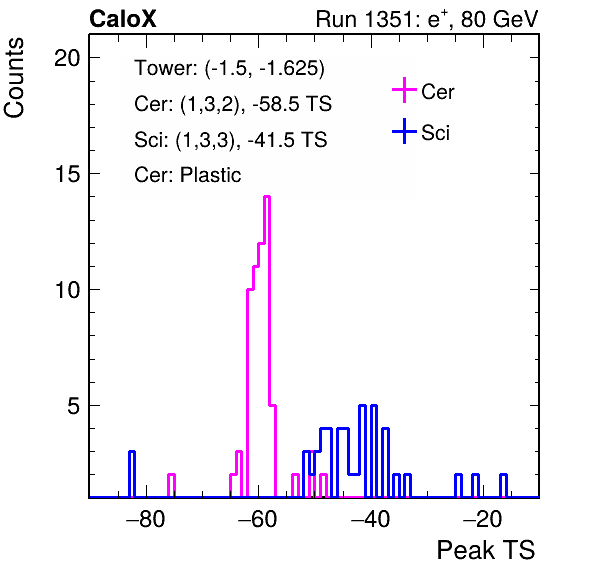 CaloX Run 1351: e⁺, 80 GeV
Counts
Tower: (-1.5, -1.625)
Cer: (1,3,2), -58.5 TS
Sci: (1,3,3), -41.5 TS
Cer: Plastic
Cer
Sci
20
15
10
5
−80 −60 −40 −20
Peak TS